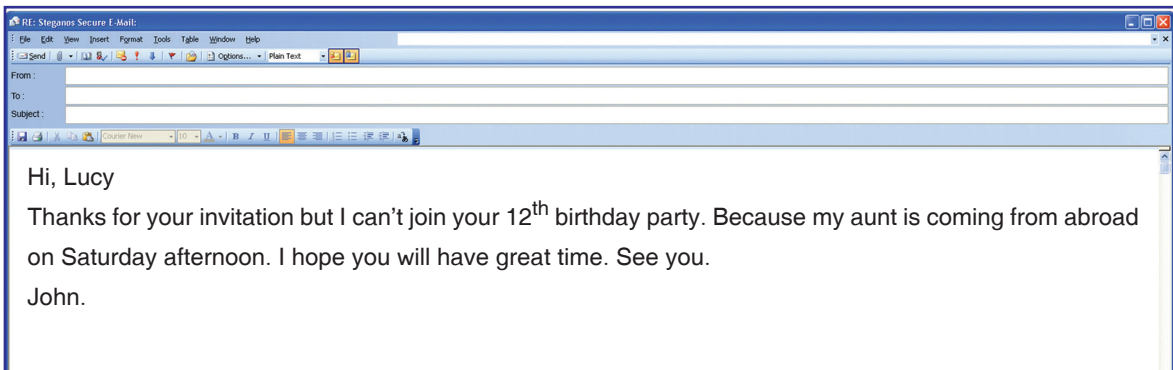 RE: Steganos Secure E-Mail:
File Edit View Insert Format Tools Table Window Help
Send Options... Plain Text
From :
To :
Subject :
Courier New 10 A B I U
Hi, Lucy
Thanks for your invitation but I can't join your 12th birthday party. Because my aunt is coming from abroad
on Saturday afternoon. I hope you will have great time. See you.
John.